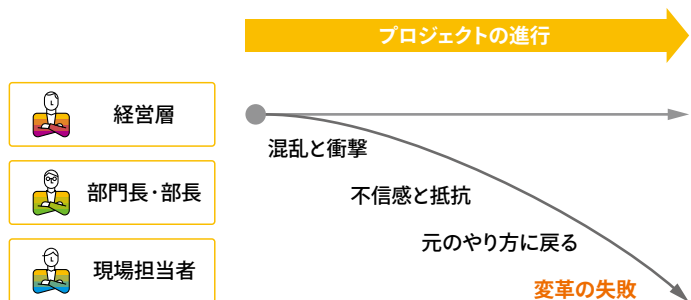 プロジェクトの進行
経営層
混乱と衝撃
部門長・部長
不信感と抵抗
元のやり方に戻る
現場担当者
変革の失敗